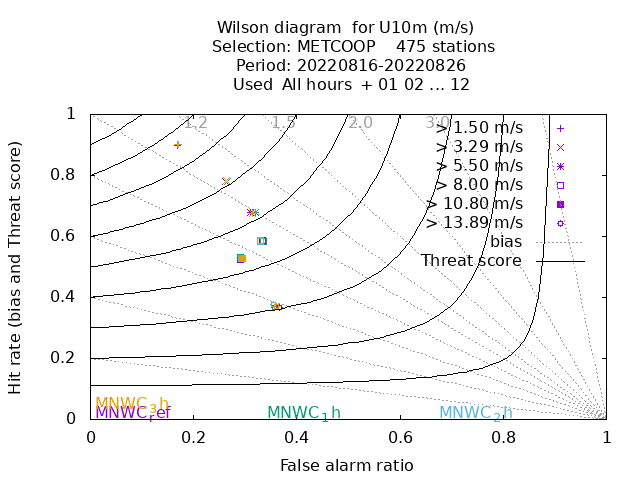 Wilson diagram  for U10m (m/s)
Selection: METCOOP    475 stations
Period: 20220816-20220826
Used  All hours  + 01 02 ... 12
Hit rate (bias and Threat score)
1
0.8
0.6
0.4
0.2
0
1.2
1.5
2.0
3.0
> 1.50 m/s
> 3.29 m/s
> 5.50 m/s
> 8.00 m/s
> 10.80 m/s
> 13.89 m/s
bias
Threat score
MNWC_3h
MNWC_ref
MNWC_1h
MNWC_2h
0
0.2
0.4
0.6
0.8
1
False alarm ratio